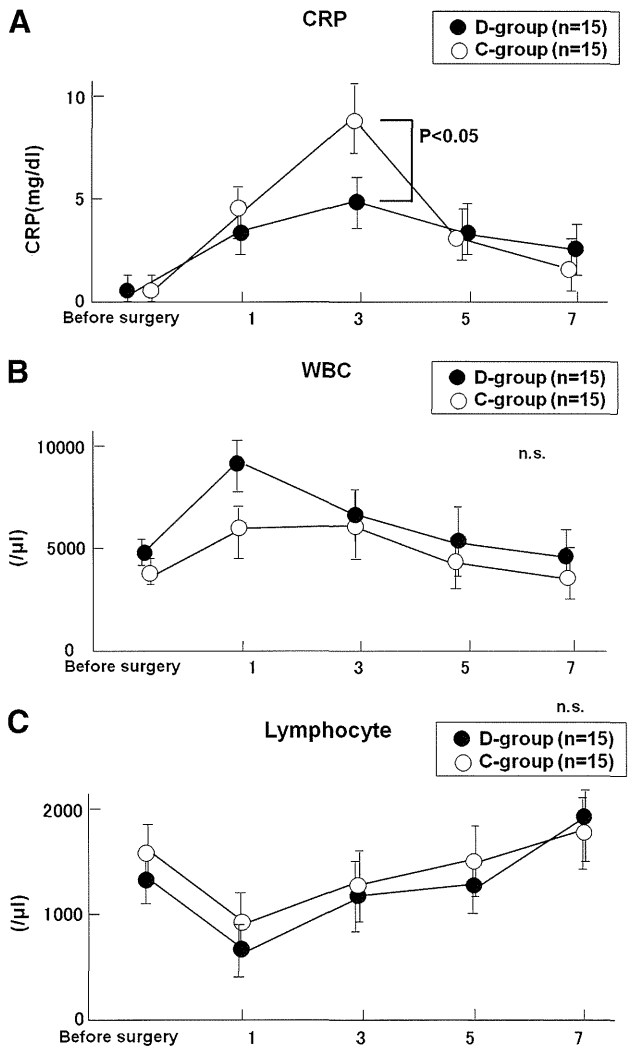 A
CRP
D-group (n=15)
C-group (n=15)
10
P<0.05
CRP(mg/dl)
5
0
Before surgery 1 3 5 7
B
WBC
D-group (n=15)
C-group (n=15)
10000
n.s.
(/µl)
5000
0
Before surgery 1 3 5 7
n.s.
C
Lymphocyte
D-group (n=15)
C-group (n=15)
2000
(/µl)
1000
0
Before surgery 1 3 5 7